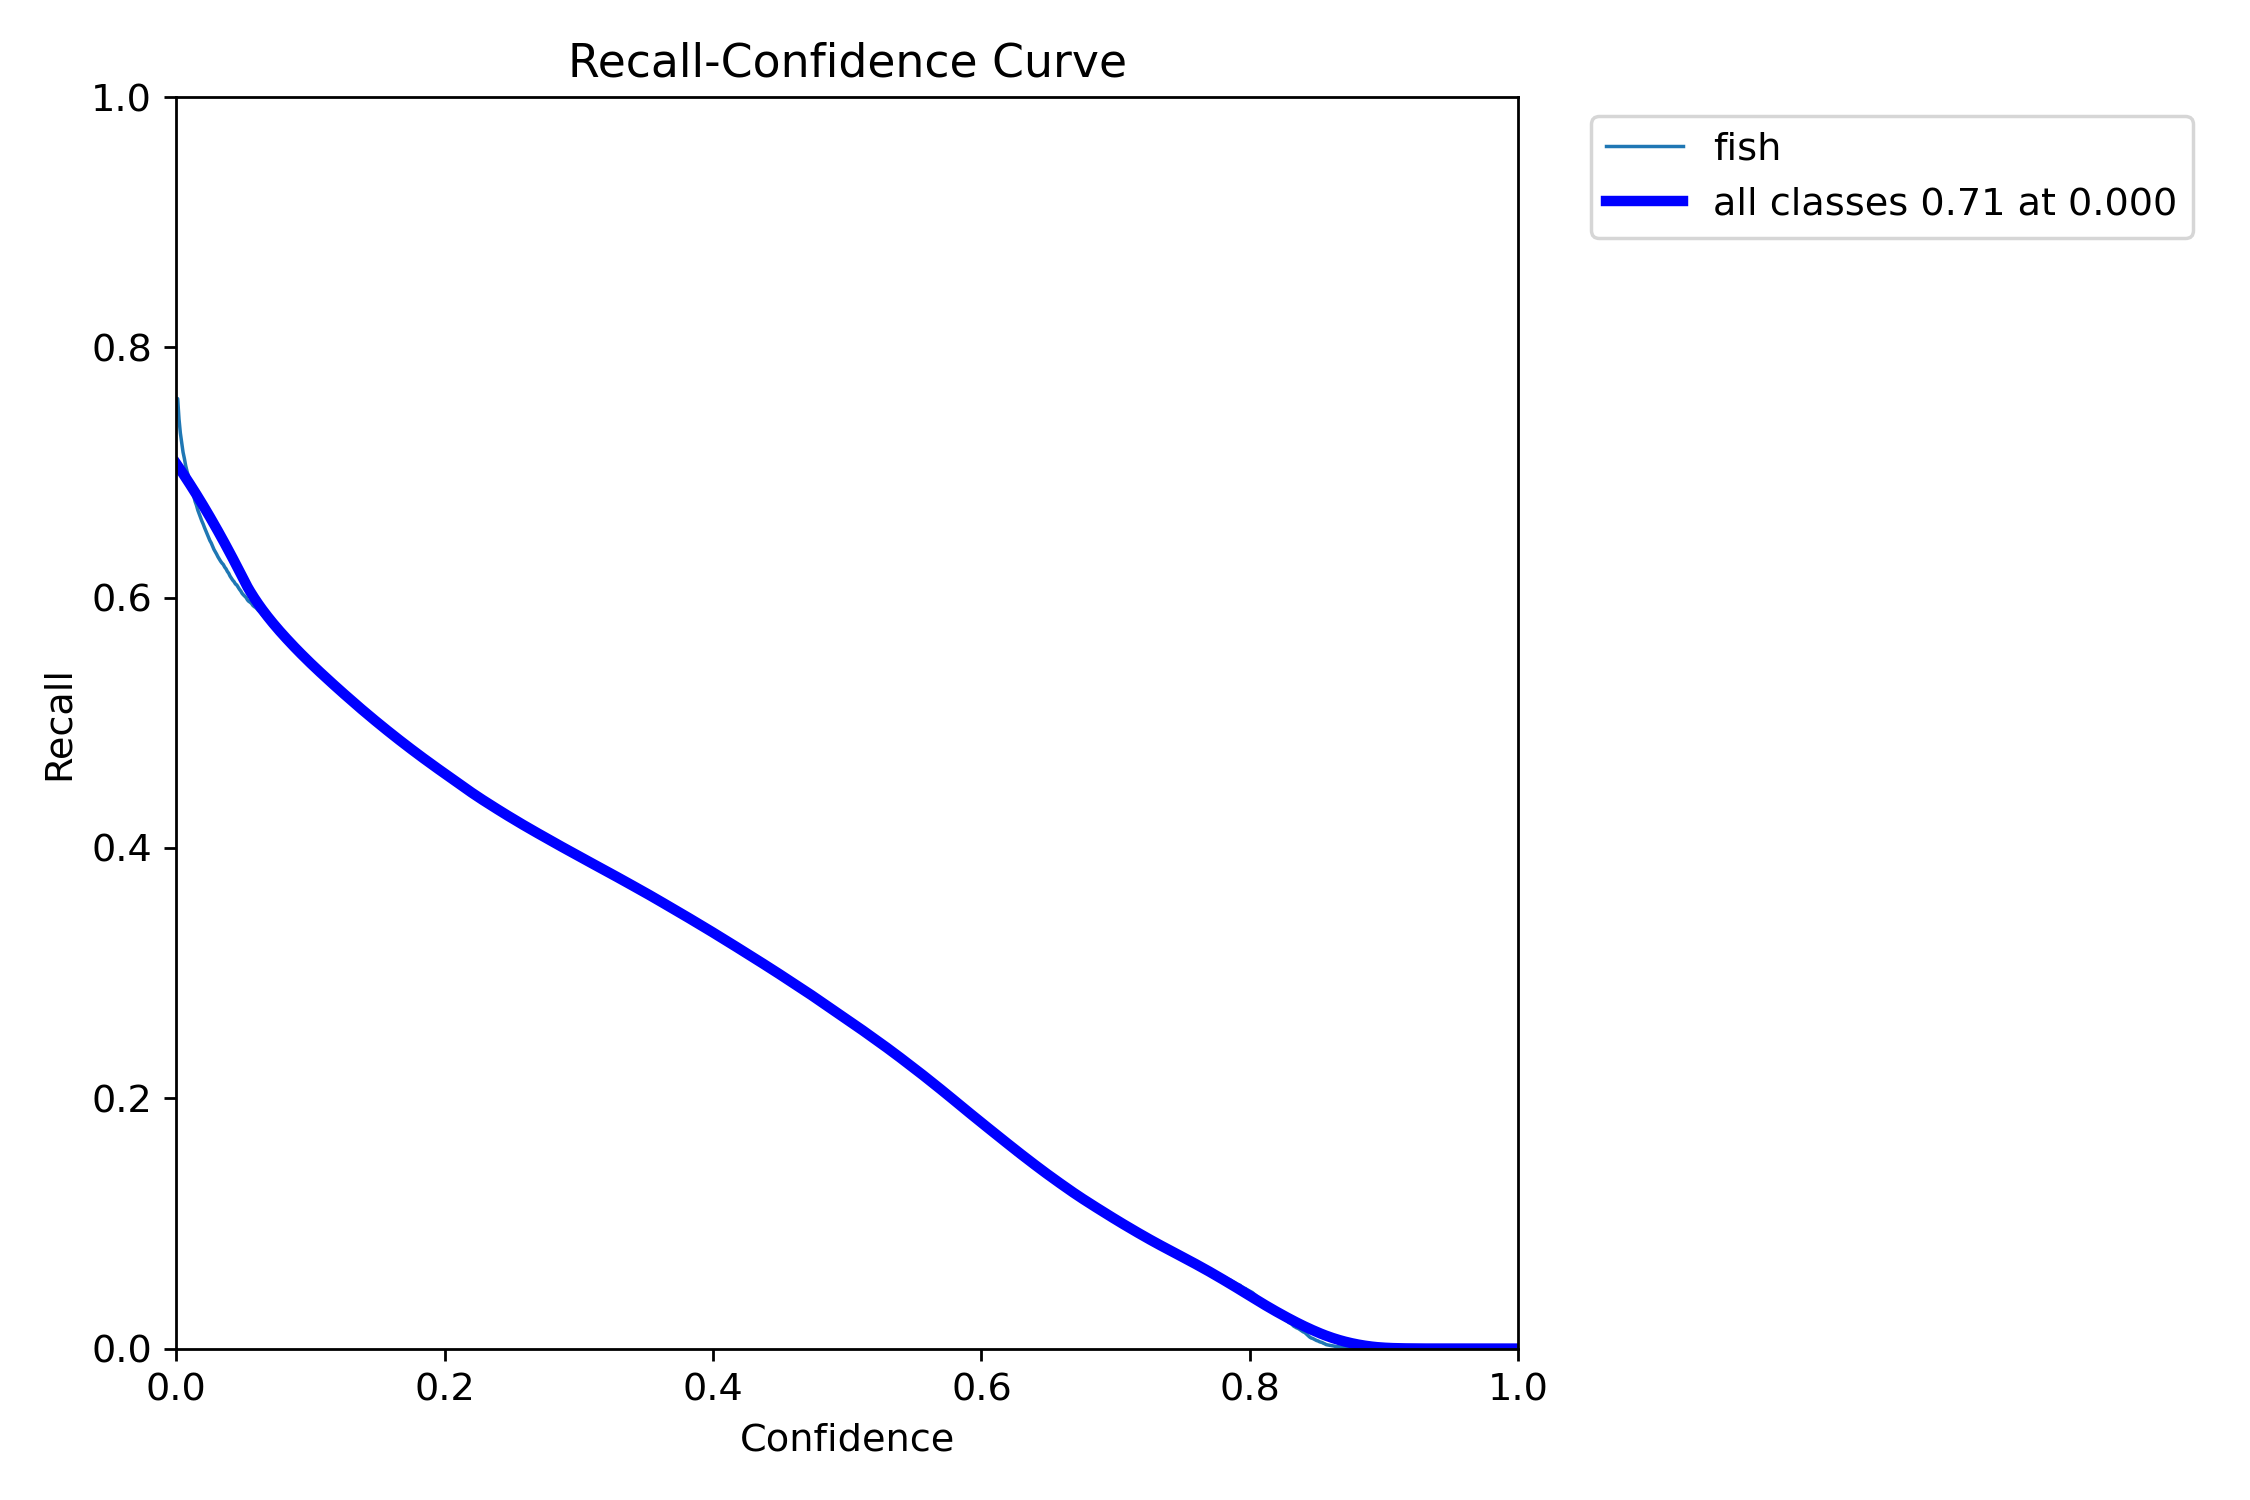 Recall-Confidence Curve
1.0
0.8
0.6
0.4
0.2
0.0
Recall
0.0 0.2 0.4 0.6 0.8 1.0
Confidence
fish
all classes 0.71 at 0.000